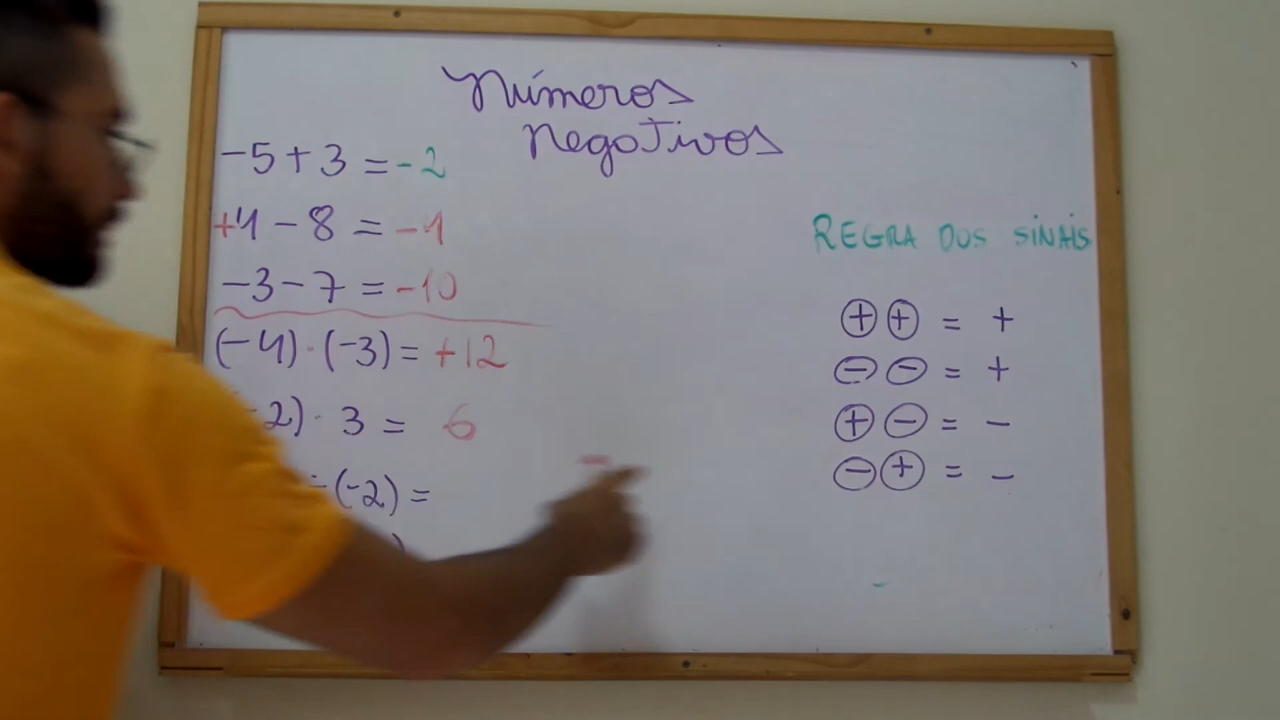 Números
Negativos
-5+3=-2
+4-8=-4
-3-7=-10
(-4)·(-3)=+12
2)· 3 = 6
÷(-2)=
)
REGRA DOS SINAIS
⊕⊕ = +
⊖⊖ = +
⊕⊖ = -
⊖⊕ = -